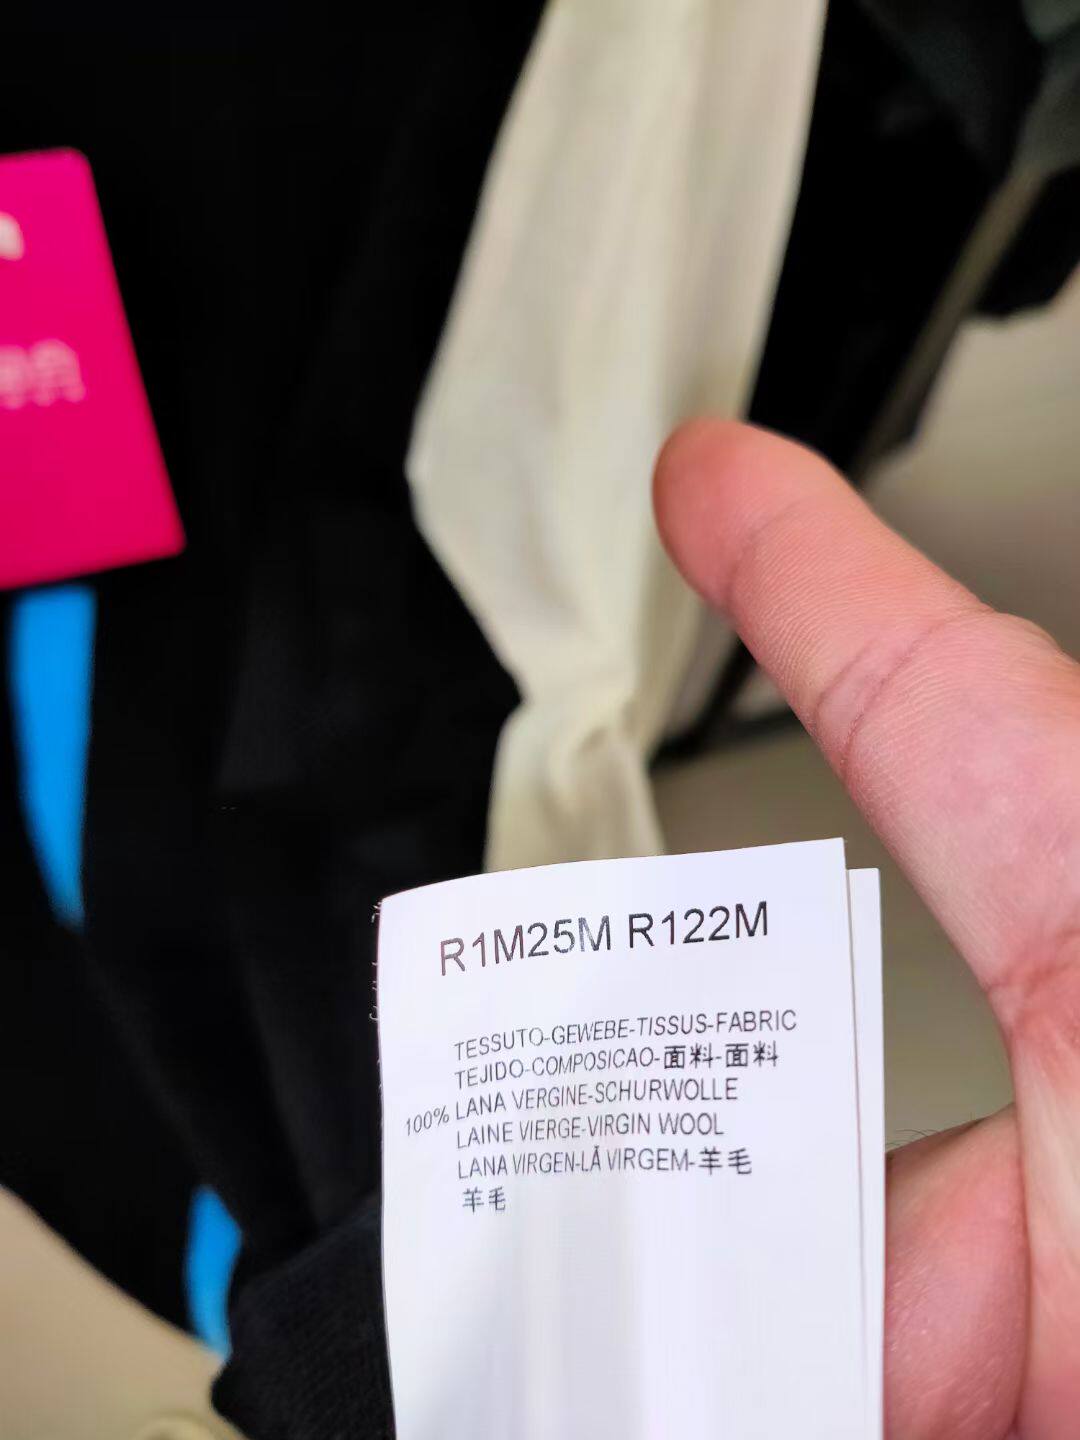 R1M25M R122M
TESSUTO-GEWEBE-TISSUS-FABRIC
TEJIDO-COMPOSICAO-面料-面料
100% LANA VERGINE-SCHURWOLLE
LAINE VIERGE-VIRGIN WOOL
LANA VIRGEN-LÃ VIRGEM-羊毛
羊毛